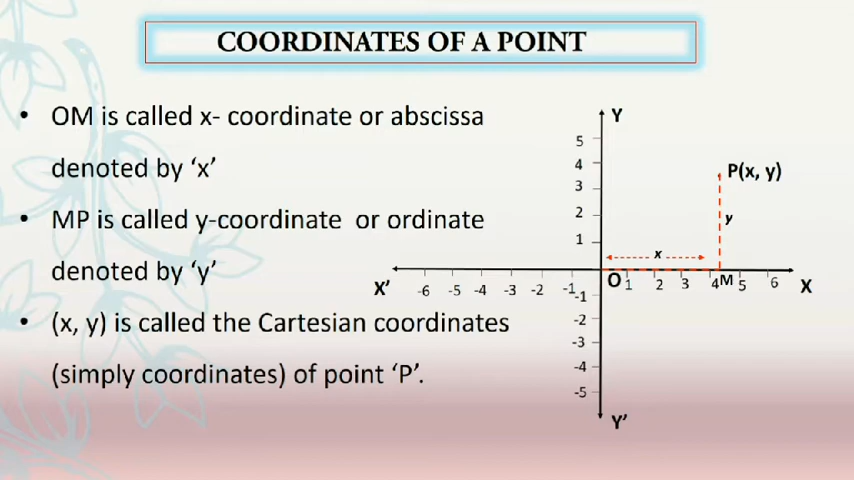 COORDINATES OF A POINT
• OM is called x- coordinate or abscissa
denoted by ‘x’
• MP is called y-coordinate or ordinate
denoted by ‘y’
• (x, y) is called the Cartesian coordinates
(simply coordinates) of point ‘P’.
Y
5
4
P(x, y)
3
2
y
1
x
X’ -6 -5 -4 -3 -2 -1 O 1 2 3 4 M 5 6 X
-1
-2
-3
-4
-5
Y’